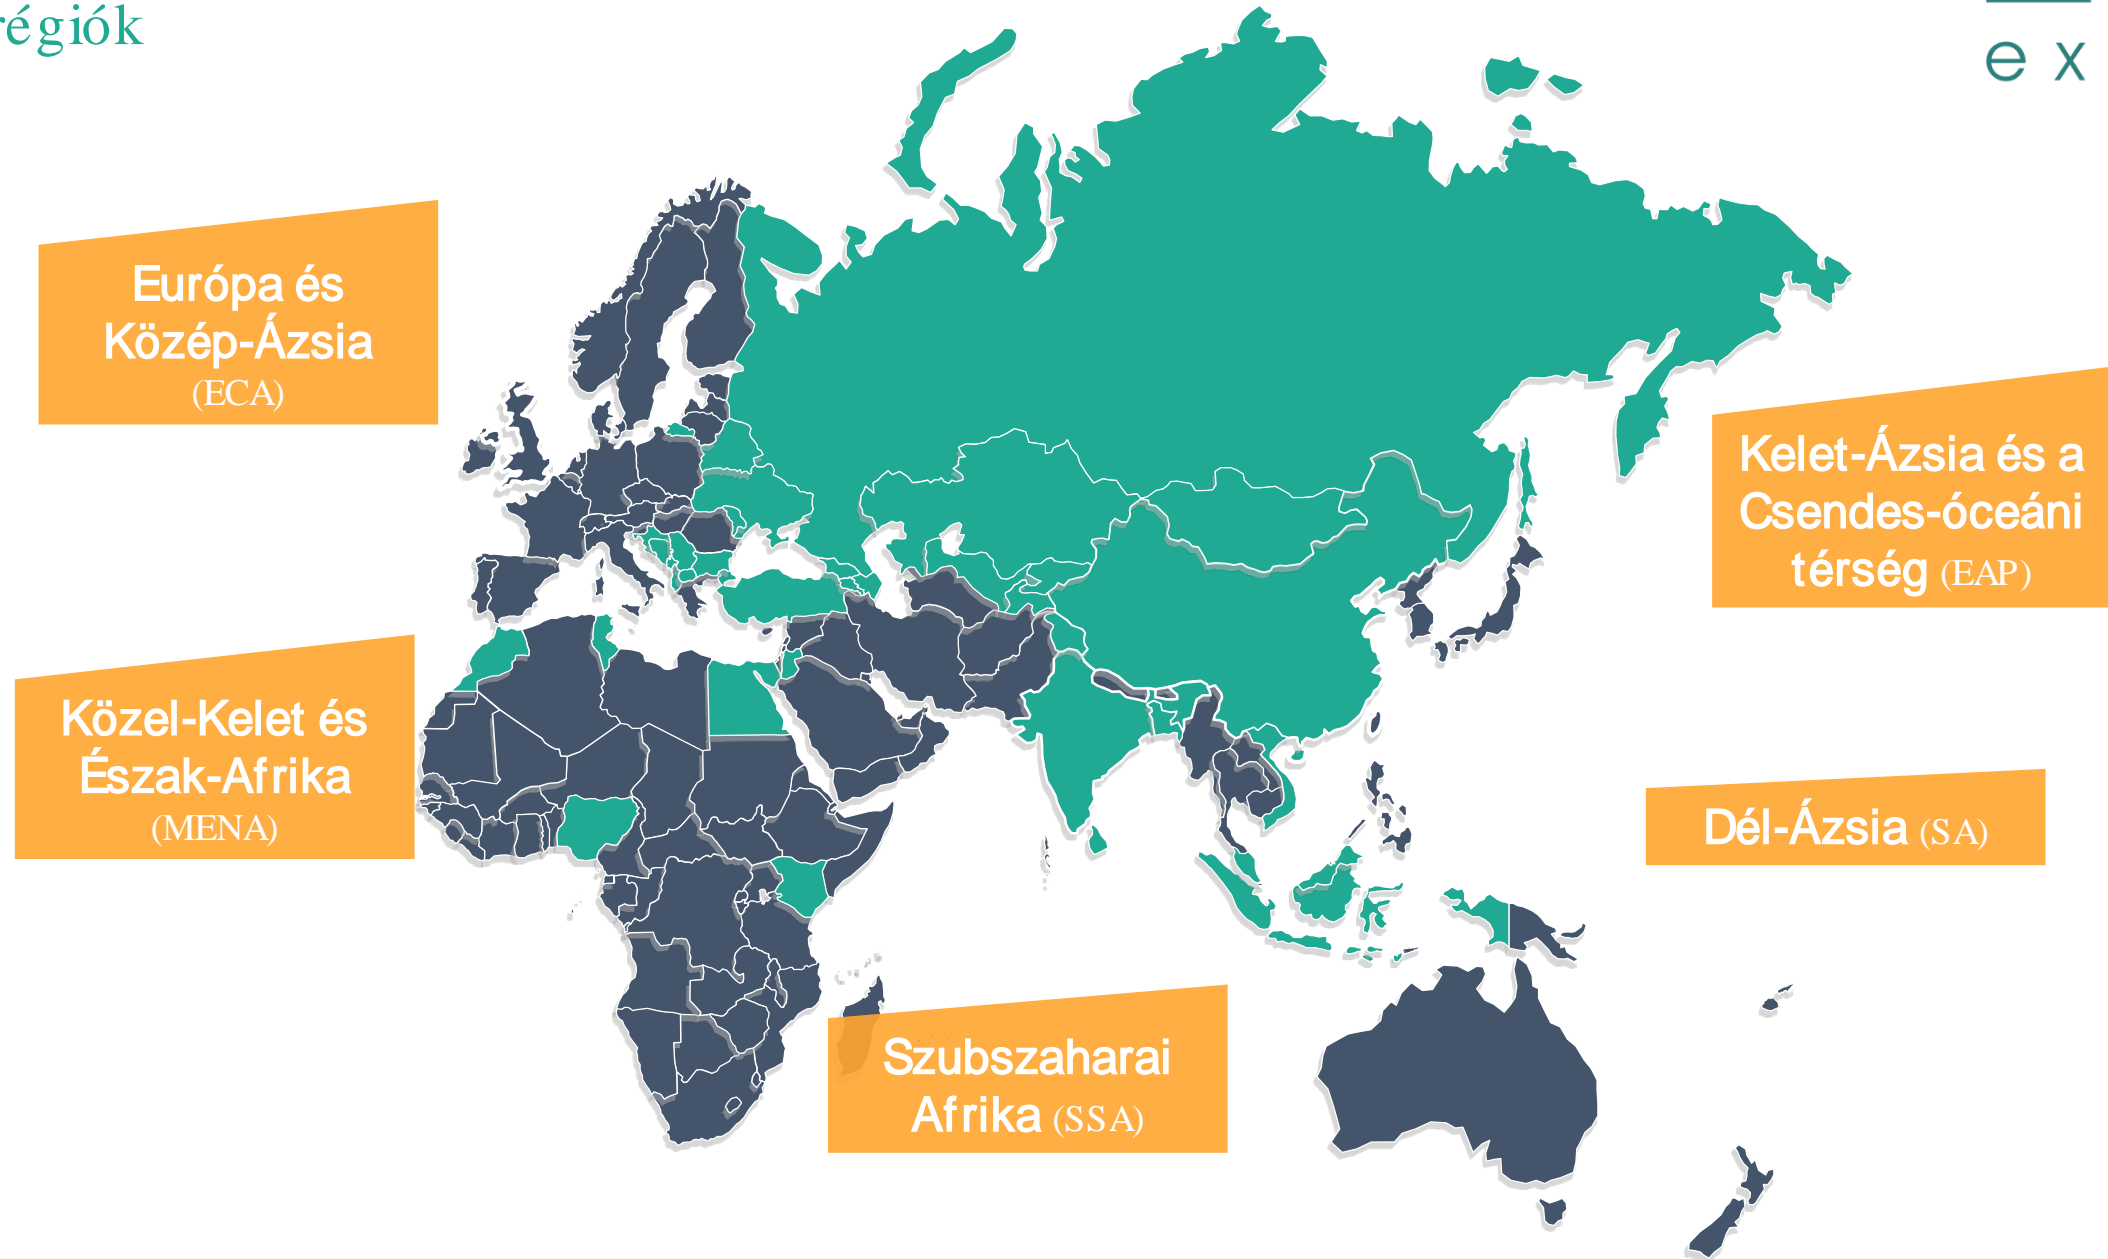 régiók
e x
Európa és
Közép-Ázsia
(ECA)
Kelet-Ázsia és a
Csendes-óceáni
térség (EAP)
Közel-Kelet és
Észak-Afrika
(MENA)
Dél-Ázsia (SA)
Szubszaharai
Afrika (SSA)